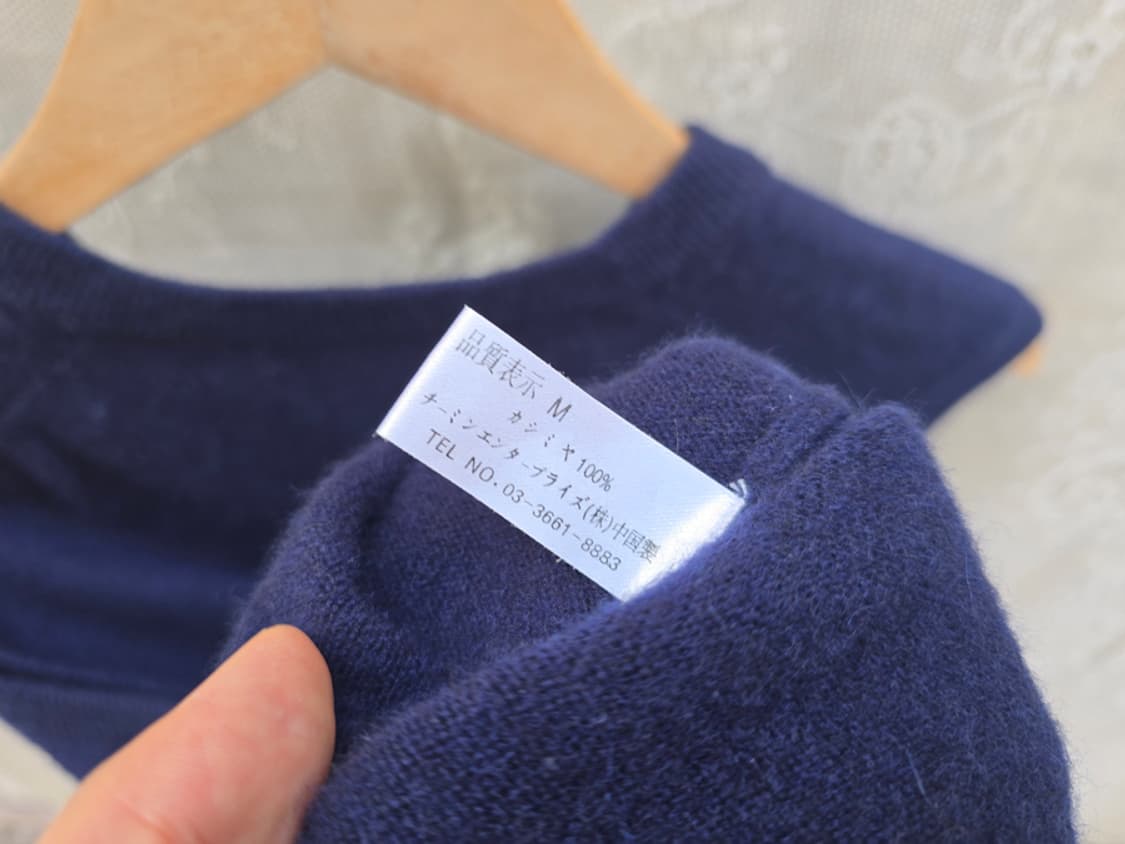 品質表示 M
カシミヤ100%
チーミンエンタープライズ(株)中国製
TEL NO.03-3661-8883